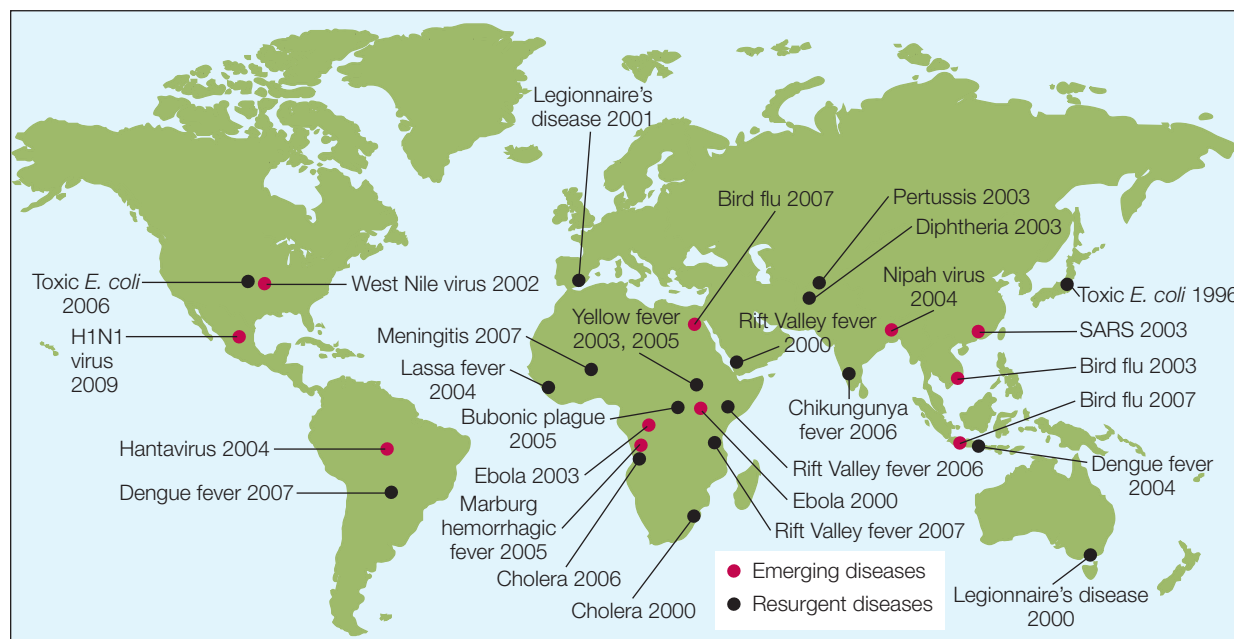 Legionnaire's
disease 2001
Bird flu 2007
Pertussis 2003
Diphtheria 2003
Nipah virus
2004
Toxic E. coli
2006
West Nile virus 2002
Toxic E. coli 1996
H1N1
virus
2009
Meningitis 2007
Yellow fever
2003, 2005
Rift Valley fever
2000
SARS 2003
Lassa fever
2004
Bird flu 2003
Bubonic plague
2005
Chikungunya
fever 2006
Bird flu 2007
Hantavirus 2004
Ebola 2003
Rift Valley fever 2006
Dengue fever
2004
Dengue fever 2007
Marburg
hemorrhagic
fever 2005
Ebola 2000
Rift Valley fever 2007
Cholera 2006
Cholera 2000
Emerging diseases
Resurgent diseases
Legionnaire's disease
2000